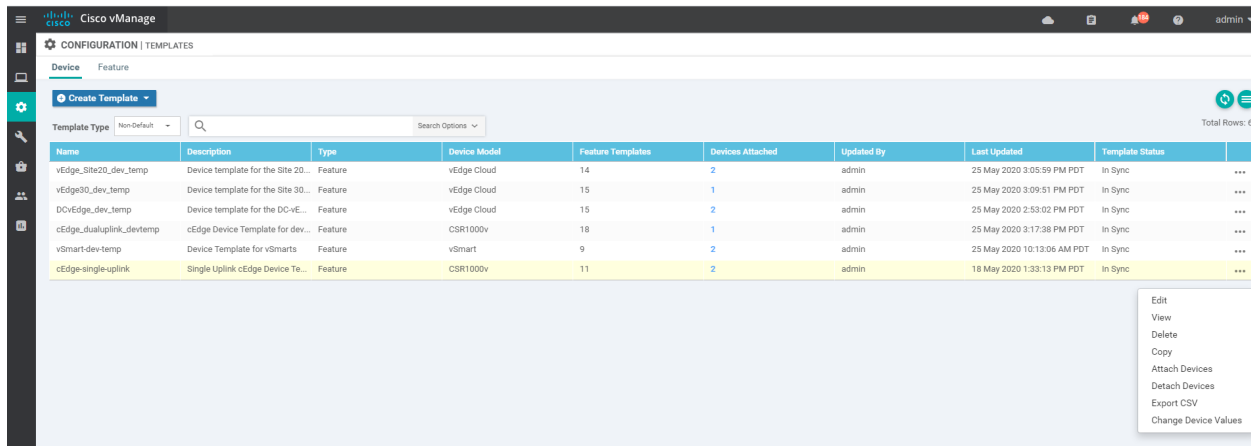 CISCO Cisco vManage 184 admin
CONFIGURATION | TEMPLATES
Device Feature
Create Template
Template Type Non-Default Search Options Total Rows: 6
Name Description Type Device Model Feature Templates Devices Attached Updated By Last Updated Template Status
vEdge_Site20_dev_temp Device template for the Site 20... Feature vEdge Cloud 14 2 admin 25 May 2020 3:05:59 PM PDT In Sync ...
vEdge30_dev_temp Device template for the Site 30... Feature vEdge Cloud 15 1 admin 25 May 2020 3:09:51 PM PDT In Sync ...
DCvEdge_dev_temp Device template for the DC-vE... Feature vEdge Cloud 15 2 admin 25 May 2020 2:53:02 PM PDT In Sync ...
cEdge_dualuplink_devtemp cEdge Device Template for dev... Feature CSR1000v 18 1 admin 25 May 2020 3:17:38 PM PDT In Sync ...
vSmart-dev-temp Device Template for vSmarts Feature vSmart 9 2 admin 25 May 2020 10:13:06 AM PDT In Sync ...
cEdge-single-uplink Single Uplink cEdge Device Te... Feature CSR1000v 11 2 admin 18 May 2020 1:33:13 PM PDT In Sync ...
Edit
View
Delete
Copy
Attach Devices
Detach Devices
Export CSV
Change Device Values